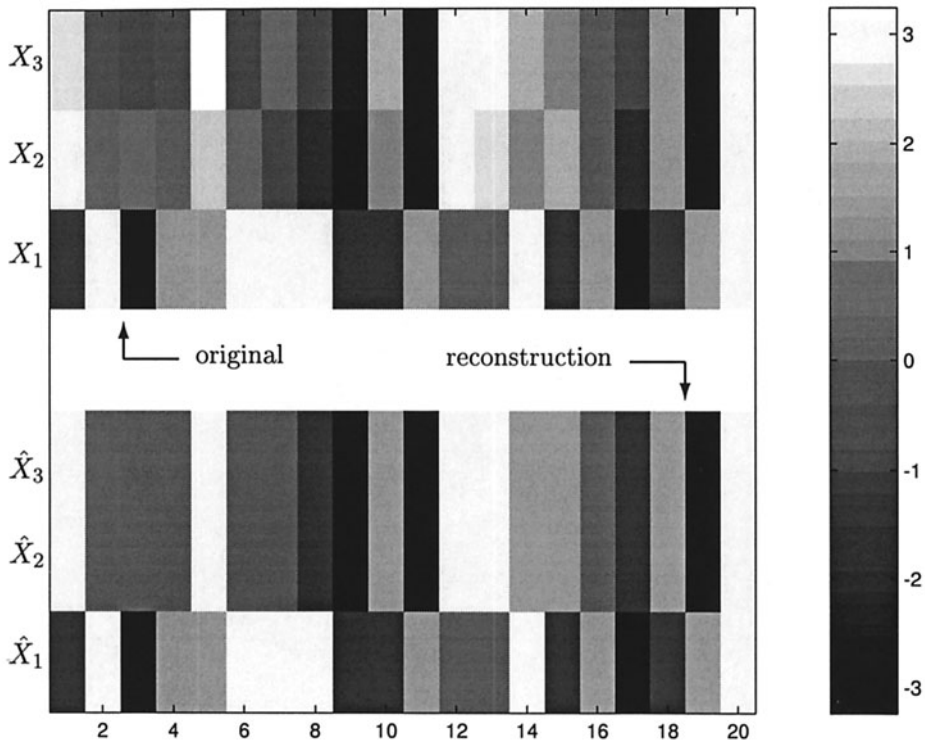 X₃
X₂
X₁
original
reconstruction
X̂₃
X̂₂
X̂₁
2 4 6 8 10 12 14 16 18 20
3
2
1
0
-1
-2
-3